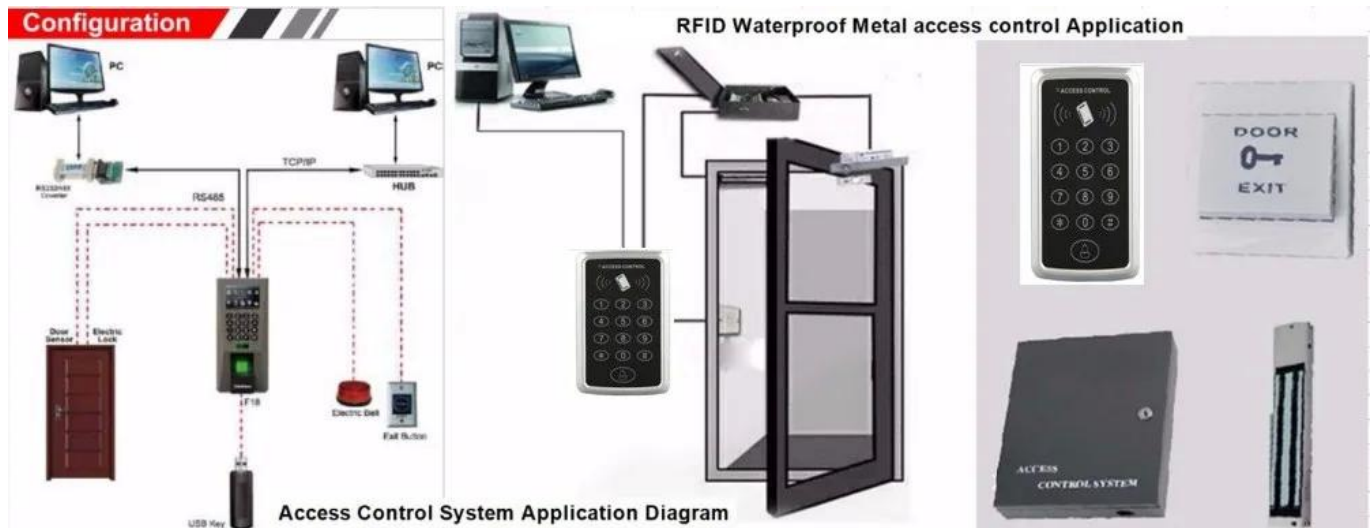 Configuration
PC
PC
TCP/IP
HUB
RS485
Door
Sensor
Electric
Lock
F18
Electric Bell
Exit Button
USB Key
Access Control System Application Diagram
RFID Waterproof Metal access control Application
ACCESS CONTROL
1 2 3
4 5 6
7 8 9
* 0 #
ACCESS CONTROL
1 2 3
4 5 6
7 8 9
* 0 #
DOOR
EXIT
ACCESS
CONTROL SYSTEM